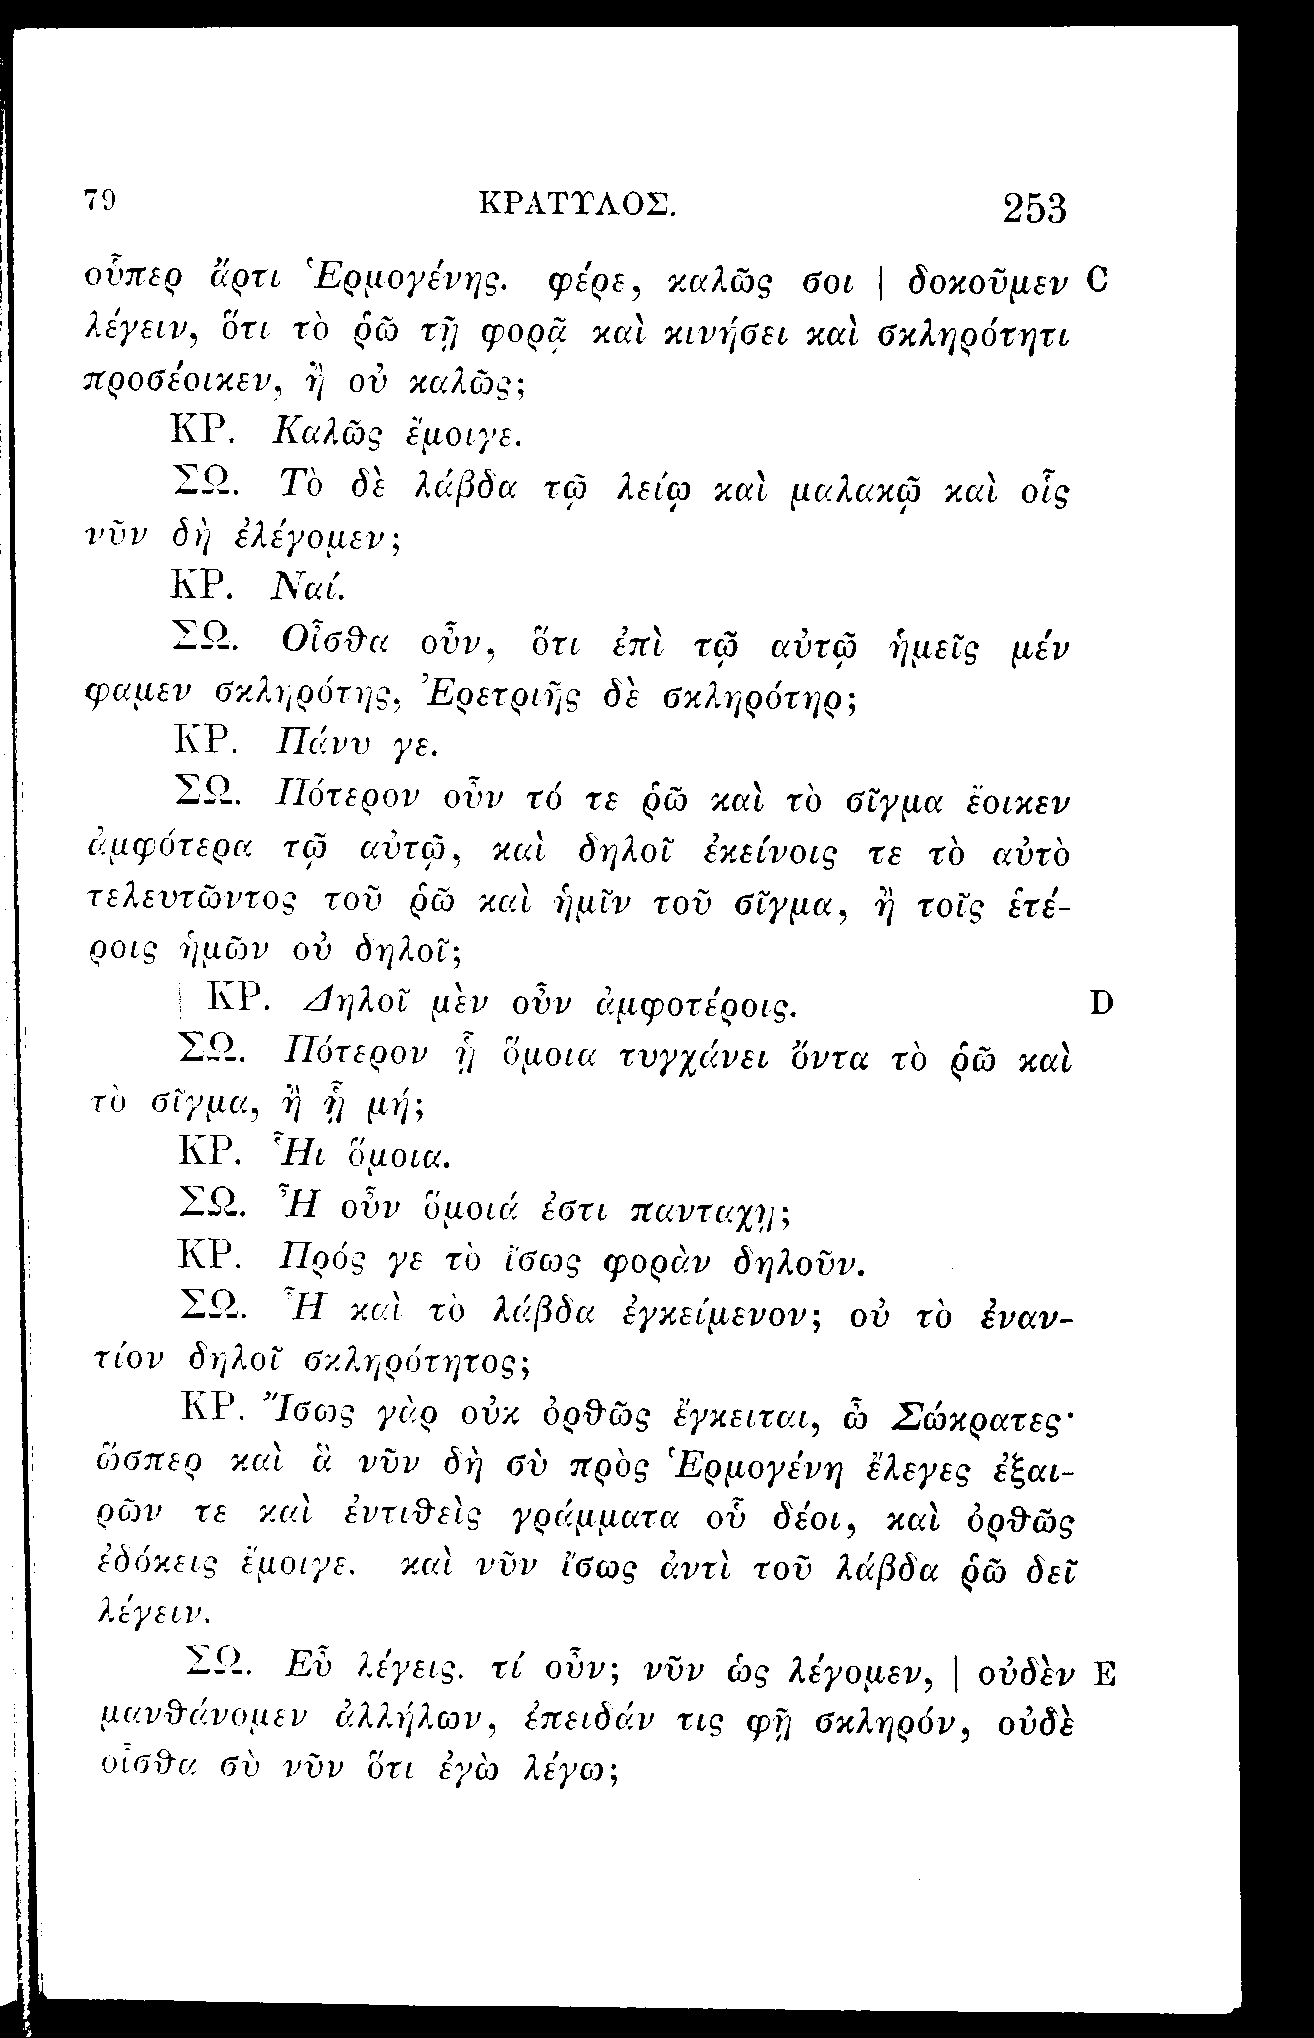 79 ΚΡΑΤΥΛΟΣ. 253
οὗπερ ἄρτι Ἑρμογένης. φέρε, καλῶς σοι | δοκοῦμεν C
λέγειν, ὅτι τὸ ῥῶ τῇ φορᾷ καὶ κινήσει καὶ σκληρότητι
προσέοικεν, ἢ οὐ καλῶς;
ΚΡ. Καλῶς ἔμοιγε.
ΣΩ. Τὸ δὲ λάβδα τῷ λείῳ καὶ μαλακῷ καὶ οἷς
νῦν δὴ ἐλέγομεν;
ΚΡ. Ναί.
ΣΩ. Οἶσθα οὖν, ὅτι ἐπὶ τῷ αὐτῷ ἡμεῖς μέν
φαμεν σκληρότης, Ἐρετριῆς δὲ σκληρότηρ;
ΚΡ. Πάνυ γε.
ΣΩ. Πότερον οὖν τό τε ῥῶ καὶ τὸ σῖγμα ἔοικεν
ἀμφότερα τῷ αὐτῷ, καὶ δηλοῖ ἐκείνοις τε τὸ αὐτὸ
τελευτῶντος τοῦ ῥῶ καὶ ἡμῖν τοῦ σῖγμα, ἢ τοῖς ἑτέ-
ροις ἡμῶν οὐ δηλοῖ;
| ΚΡ. Δηλοῖ μὲν οὖν ἀμφοτέροις. D
ΣΩ. Πότερον ᾗ ὅμοια τυγχάνει ὄντα τὸ ῥῶ καὶ
τὸ σῖγμα, ἢ ᾗ μή;
ΚΡ. Ἧι ὅμοια.
ΣΩ. Ἦ οὖν ὅμοιά ἐστι πανταχῇ;
ΚΡ. Πρός γε τὸ ἴσως φορὰν δηλοῦν.
ΣΩ. Ἦ καὶ τὸ λάβδα ἐγκείμενον; οὐ τὸ ἐναν-
τίον δηλοῖ σκληρότητος;
ΚΡ. Ἴσως γὰρ οὐκ ὀρθῶς ἔγκειται, ὦ Σώκρατες·
ὥσπερ καὶ ἃ νῦν δὴ σὺ πρὸς Ἑρμογένη ἔλεγες ἐξαι-
ρῶν τε καὶ ἐντιθεὶς γράμματα οὗ δέοι, καὶ ὀρθῶς
ἐδόκεις ἔμοιγε. καὶ νῦν ἴσως ἀντὶ τοῦ λάβδα ῥῶ δεῖ
λέγειν.
ΣΩ. Εὖ λέγεις. τί οὖν; νῦν ὡς λέγομεν, | οὐδὲν E
μανθάνομεν ἀλλήλων, ἐπειδάν τις φῇ σκληρόν, οὐδὲ
οἶσθα σὺ νῦν ὅτι ἐγὼ λέγω;